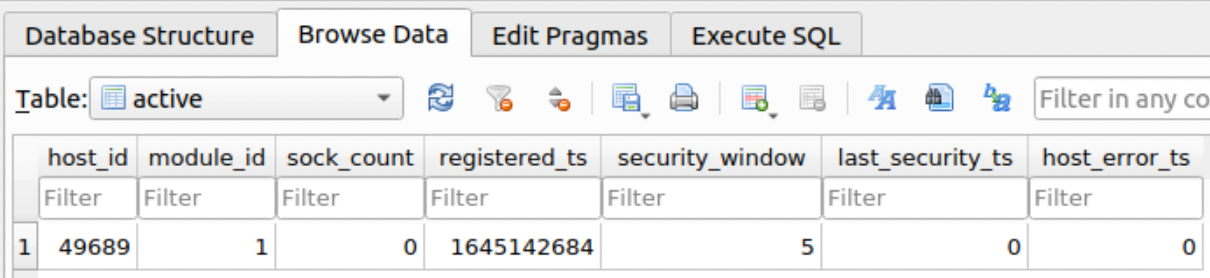 Database Structure Browse Data Edit Pragmas Execute SQL
Table: active Filter in any co
host_id module_id sock_count registered_ts security_window last_security_ts host_error_ts
Filter Filter Filter Filter Filter Filter Filter
1 49689 1 0 1645142684 5 0 0